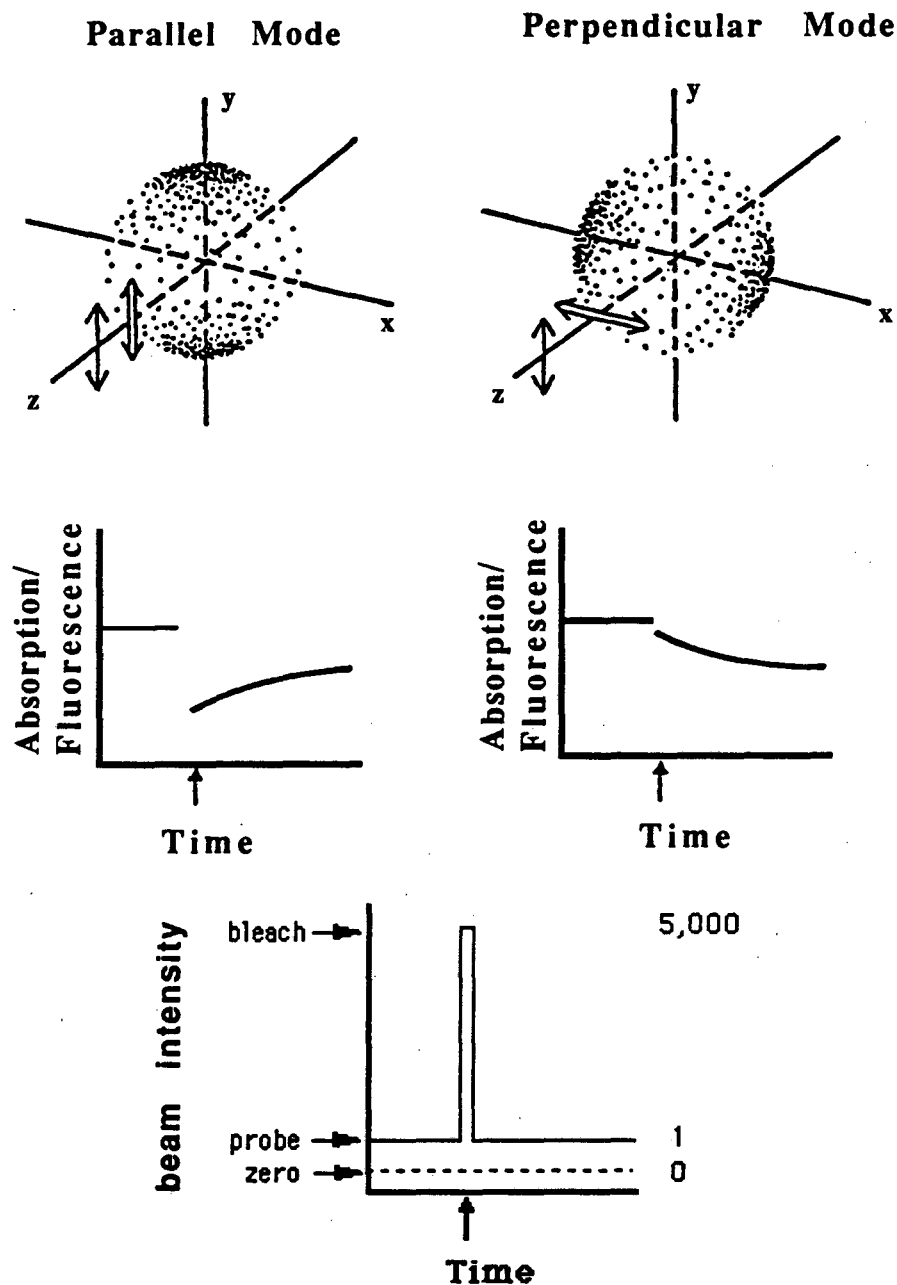 Parallel Mode
Perpendicular Mode
y
x
z
y
x
z
Absorption/
Fluorescence
Time
Absorption/
Fluorescence
Time
beam intensity
bleach
5,000
probe
1
zero
0
Time